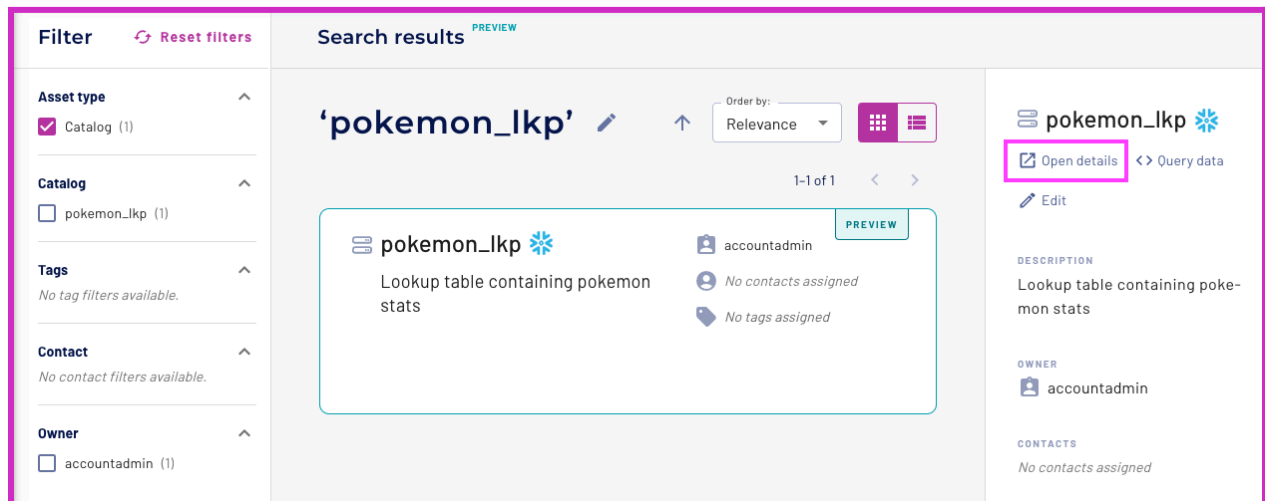 Filter
Reset filters
Asset type
Catalog (1)
Catalog
pokemon_lkp (1)
Tags
No tag filters available.
Contact
No contact filters available.
Owner
accountadmin (1)
Search results PREVIEW
‘pokemon_lkp’
Order by:
Relevance
1–1 of 1
PREVIEW
pokemon_lkp
Lookup table containing pokemon
stats
accountadmin
No contacts assigned
No tags assigned
pokemon_lkp
Open details
<> Query data
Edit
DESCRIPTION
Lookup table containing poke-
mon stats
OWNER
accountadmin
CONTACTS
No contacts assigned